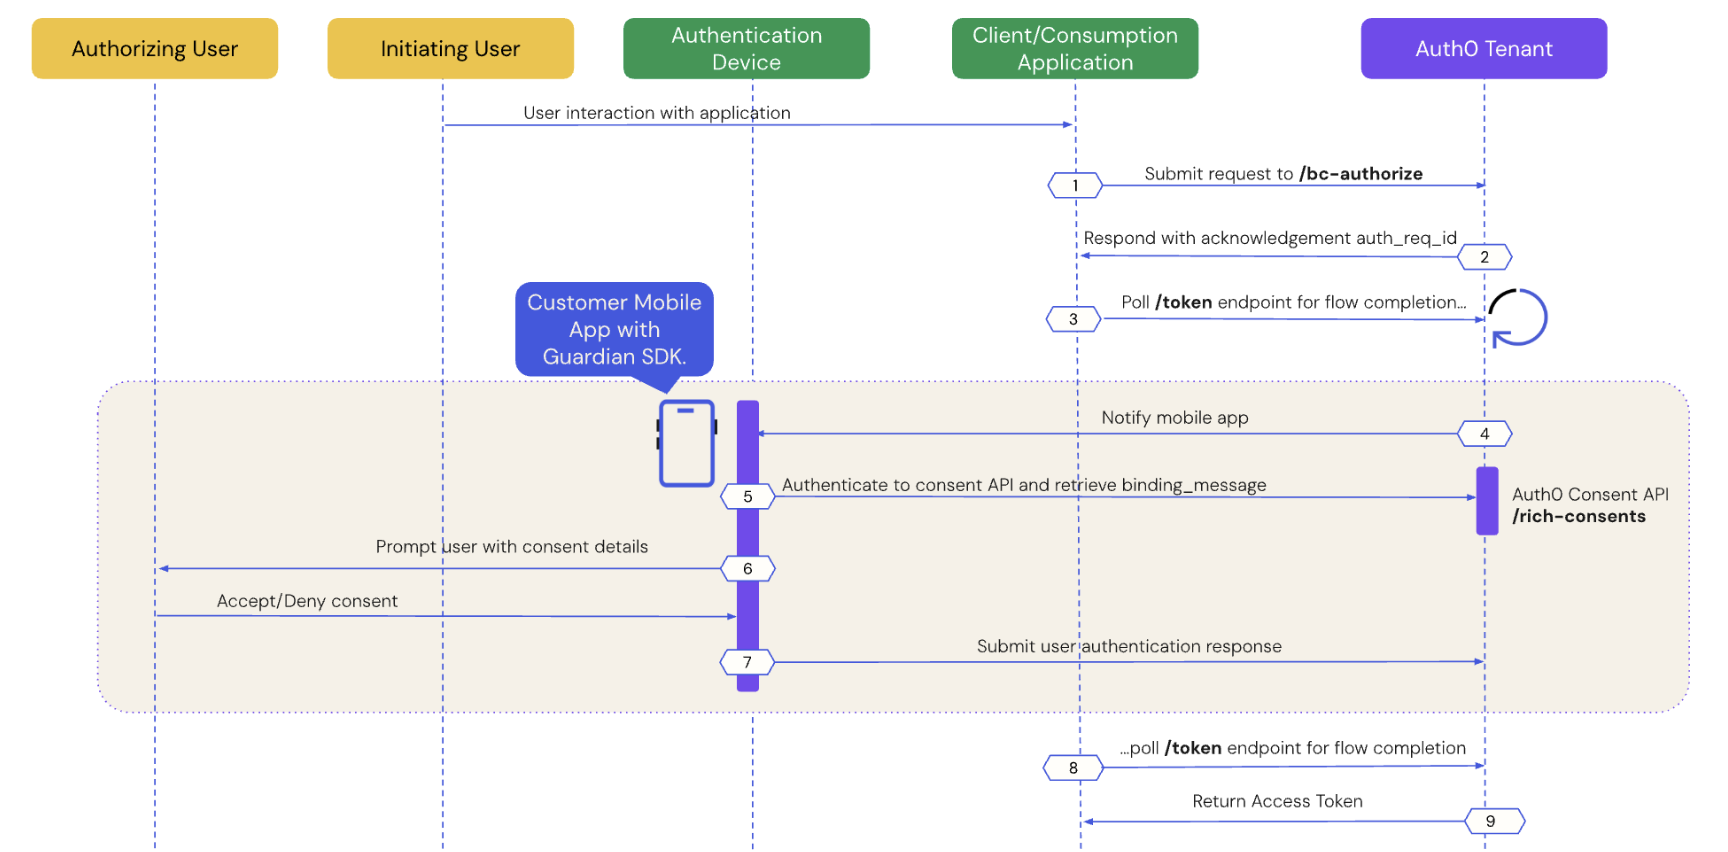 Authorizing User
Initiating User
Authentication
Device
Client/Consumption
Application
Auth0 Tenant
User interaction with application
1
Submit request to /bc-authorize
Respond with acknowledgement auth_req_id
2
Customer Mobile
App with
Guardian SDK.
3
Poll /token endpoint for flow completion...
Notify mobile app
4
5
Authenticate to consent API and retrieve binding_message
Auth0 Consent API
/rich-consents
Prompt user with consent details
6
Accept/Deny consent
7
Submit user authentication response
8
...poll /token endpoint for flow completion
Return Access Token
9